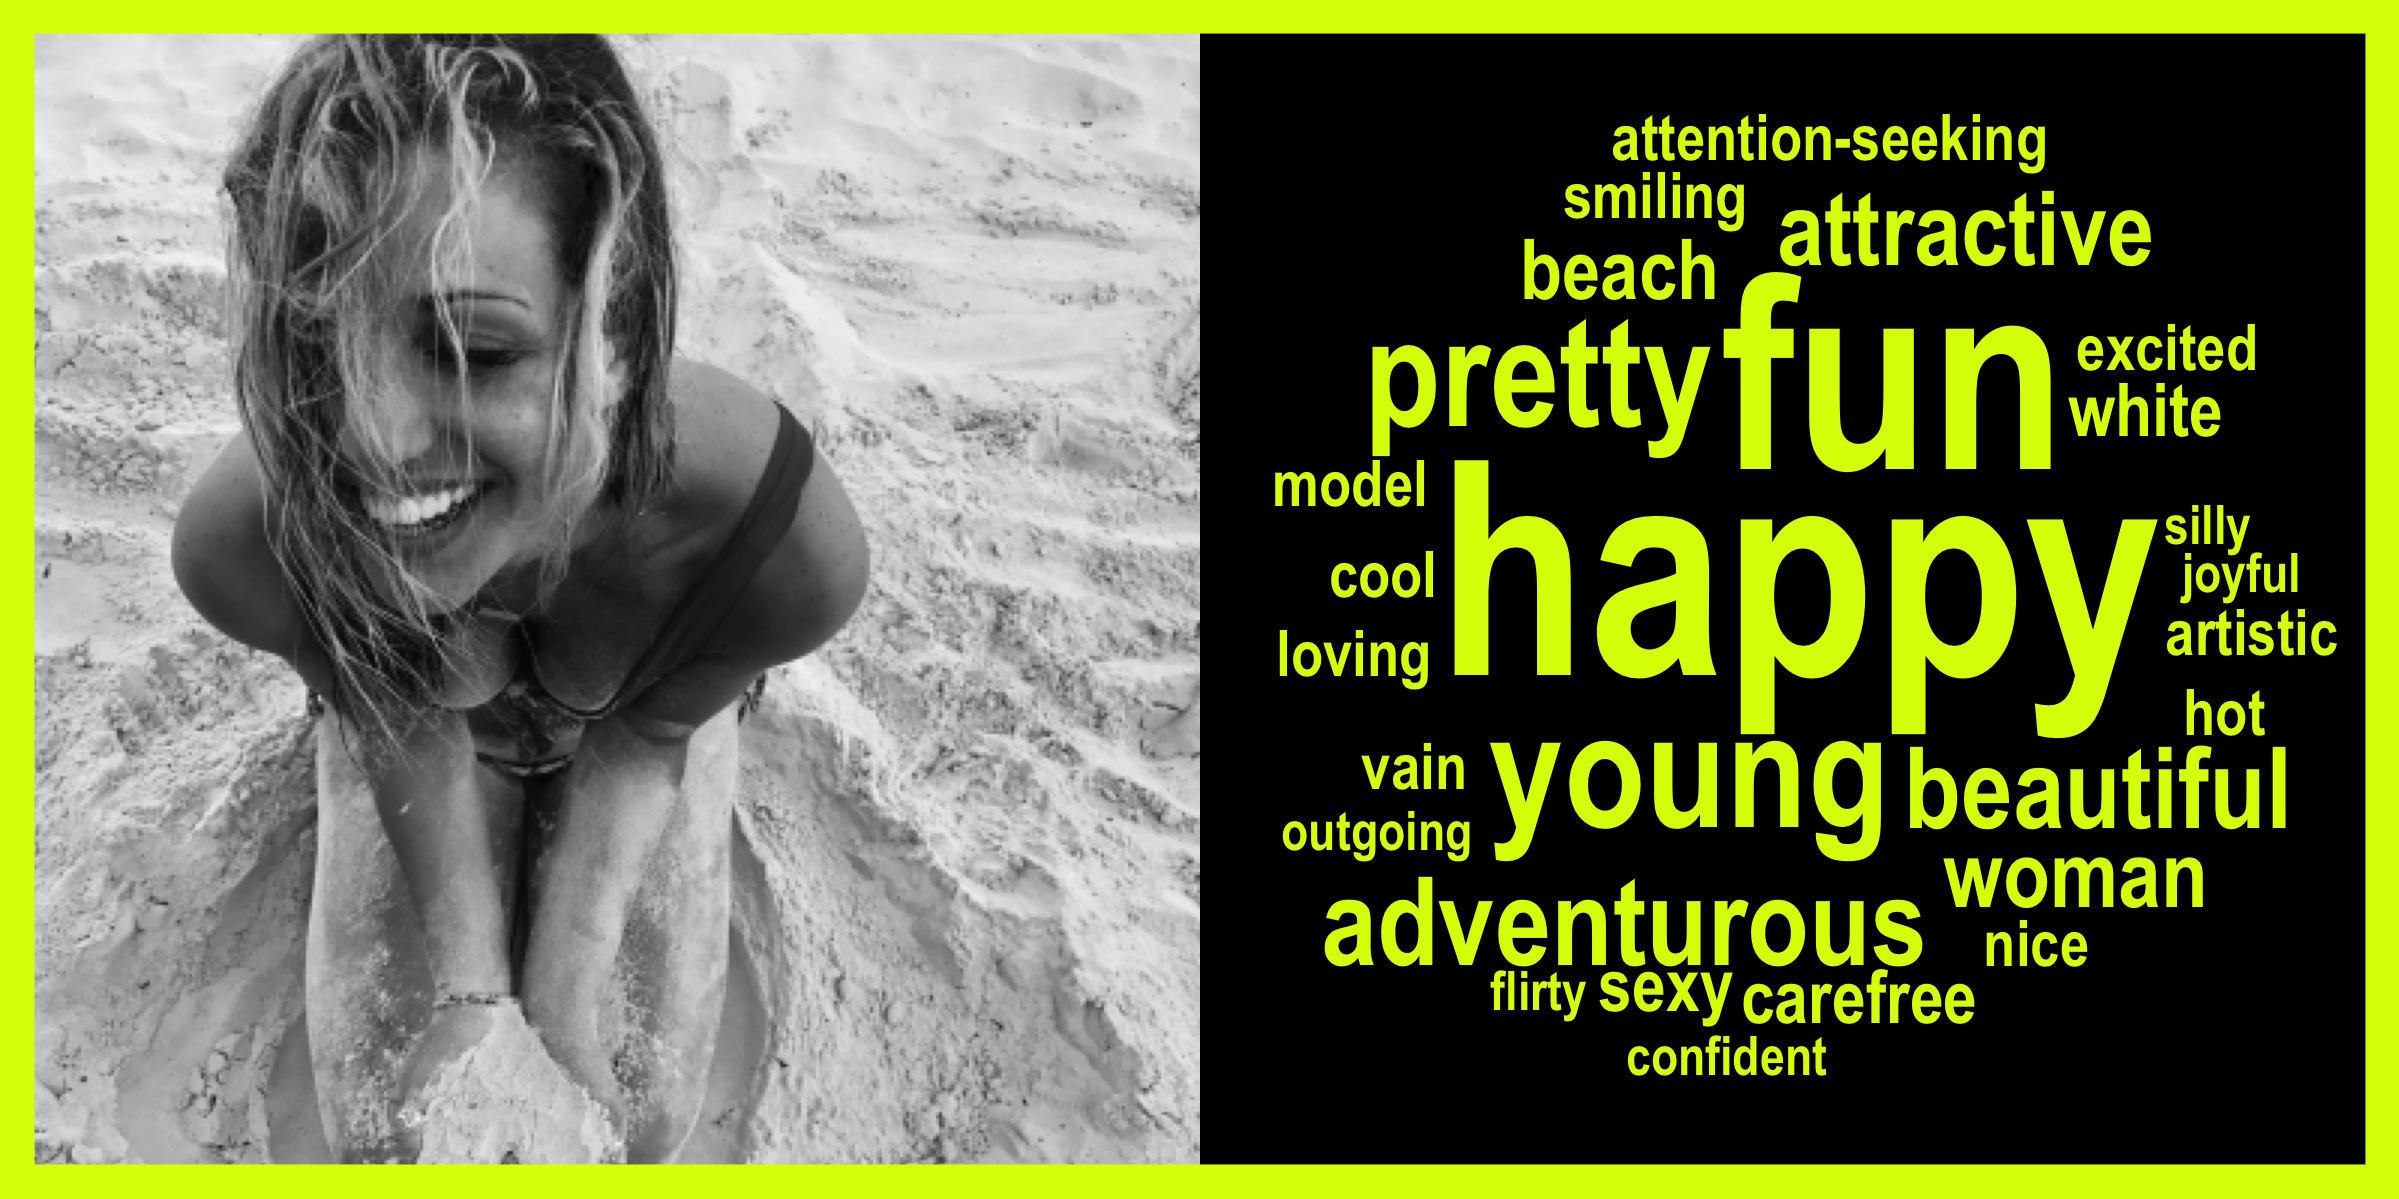 attention-seeking
smiling
attractive
beach
pretty
fun
excited
white
model
happy
silly
cool
joyful
artistic
loving
hot
vain
young
beautiful
outgoing
woman
adventurous
nice
flirty
sexy
carefree
confident